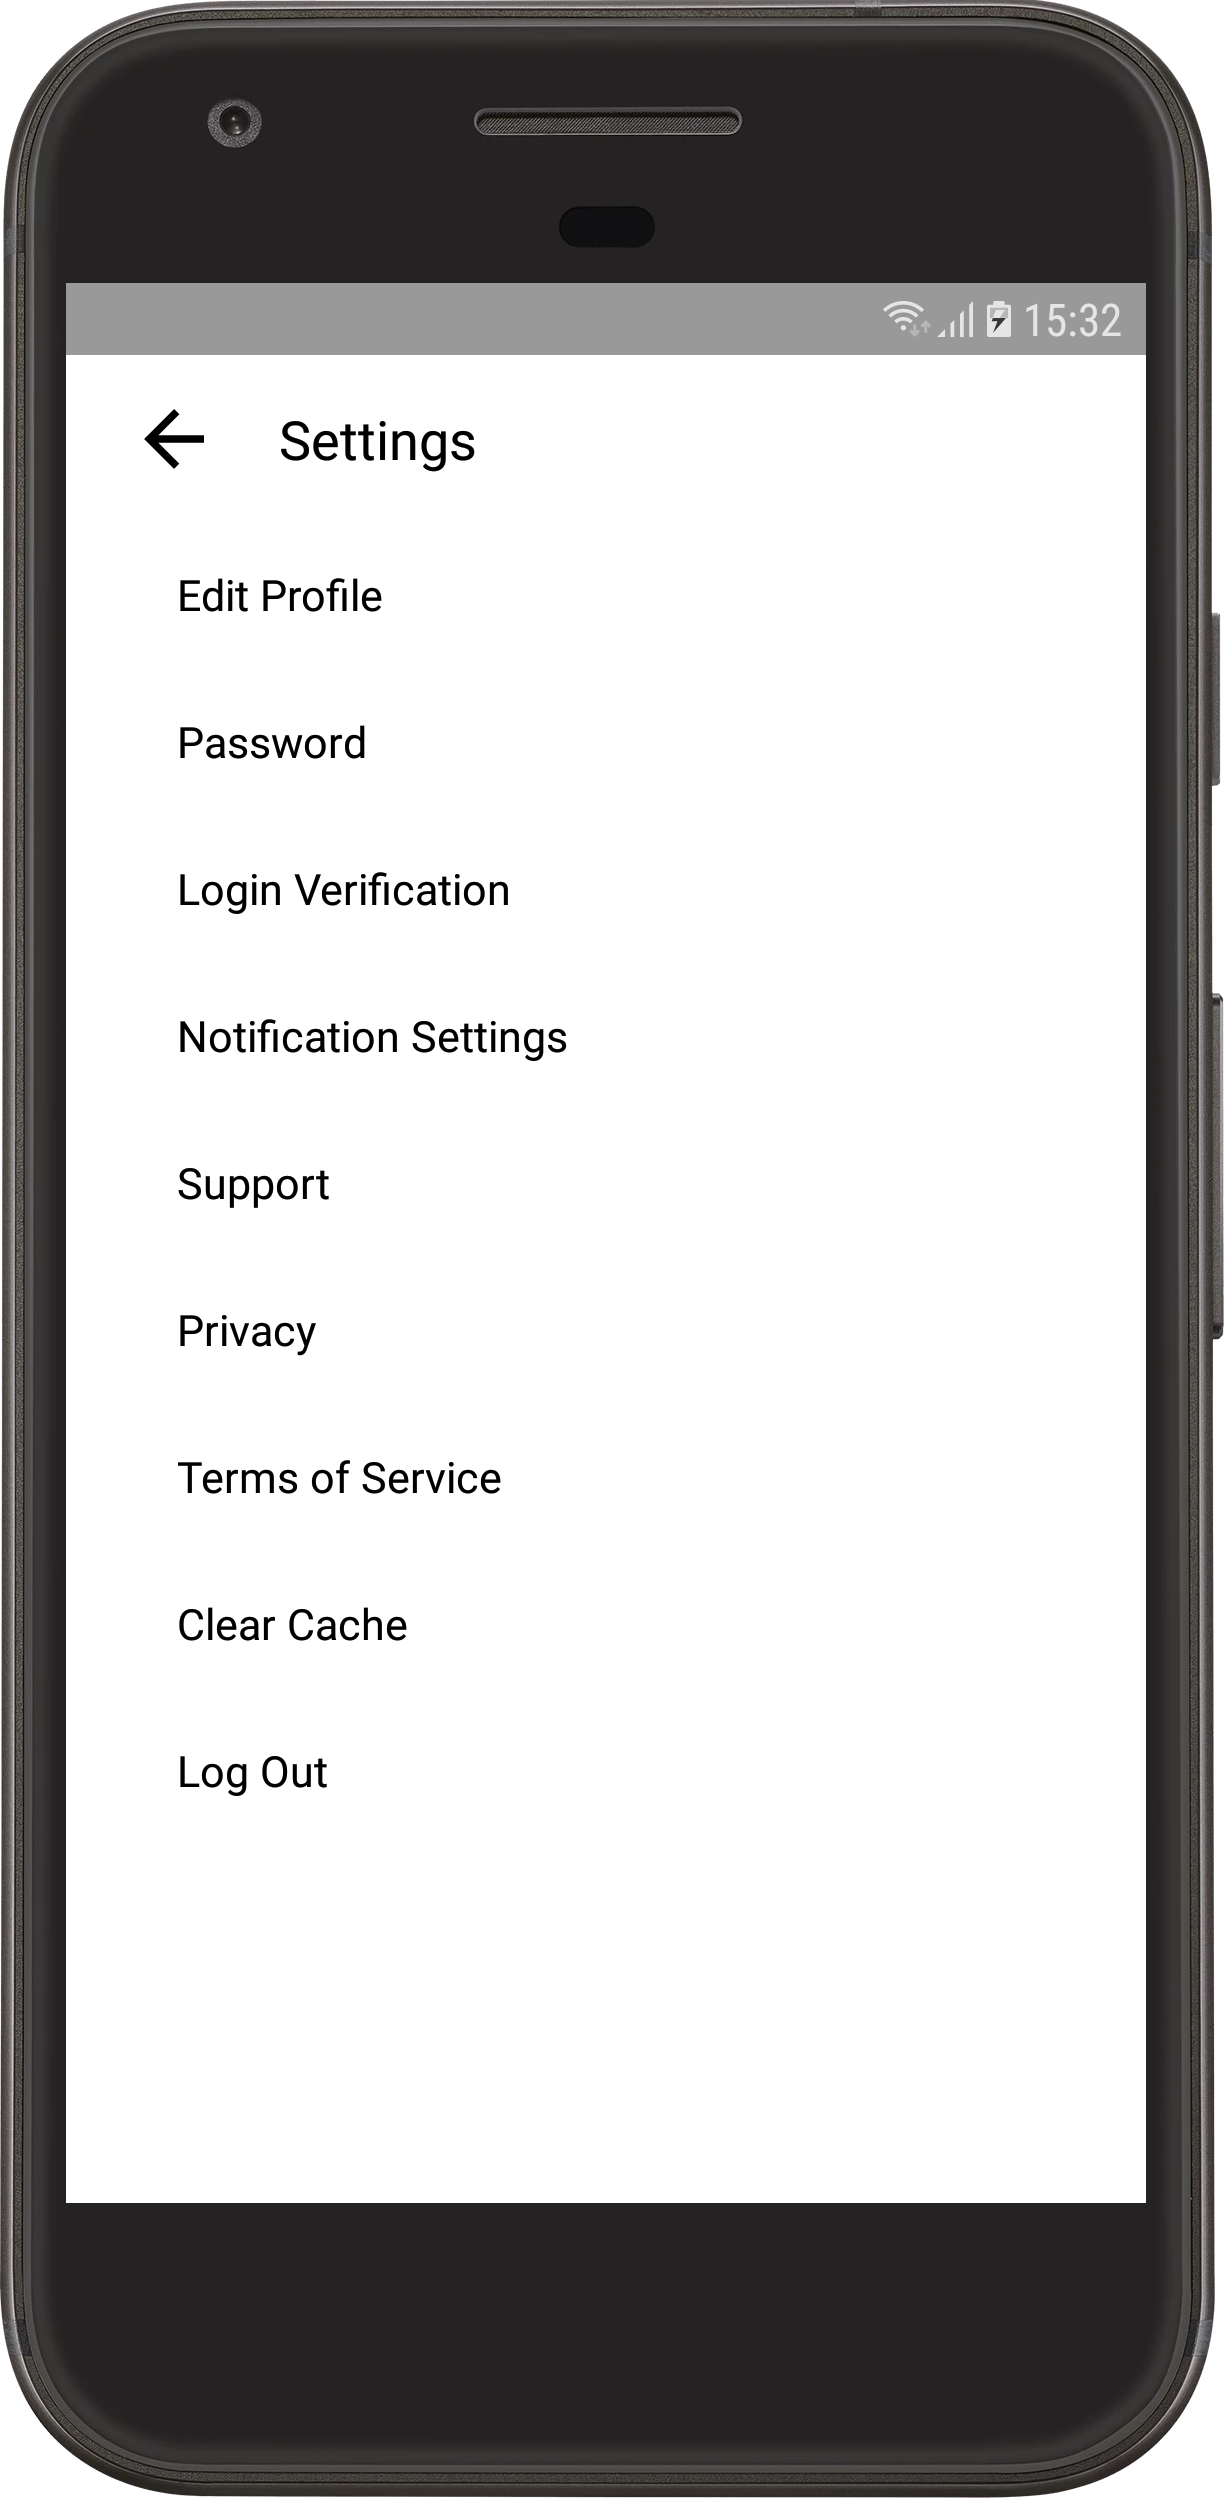 15:32
Settings
Edit Profile
Password
Login Verification
Notification Settings
Support
Privacy
Terms of Service
Clear Cache
Log Out